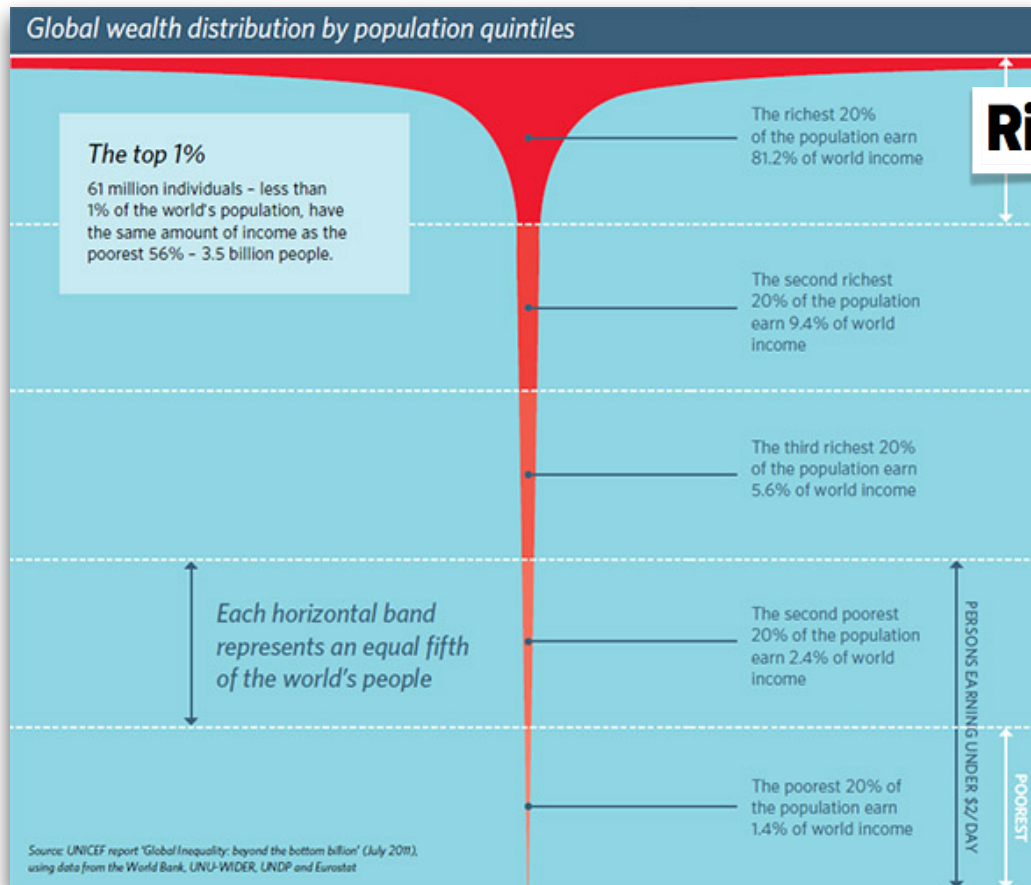 Global wealth distribution by population quintiles
The top 1%
61 million individuals – less than
1% of the world's population, have
the same amount of income as the
poorest 56% – 3.5 billion people.
The richest 20%
of the population earn
81.2% of world income
Ri
The second richest
20% of the population
earn 9.4% of world
income
The third richest 20%
of the population earn
5.6% of world income
Each horizontal band
represents an equal fifth
of the world's people
The second poorest
20% of the population
earn 2.4% of world
income
PERSONS EARNING UNDER $2/DAY
The poorest 20% of
the population earn
1.4% of world income
POOREST
Source: UNICEF report 'Global Inequality: beyond the bottom billion' (July 2011),
using data from the World Bank, UNU-WIDER, UNDP and Eurostat